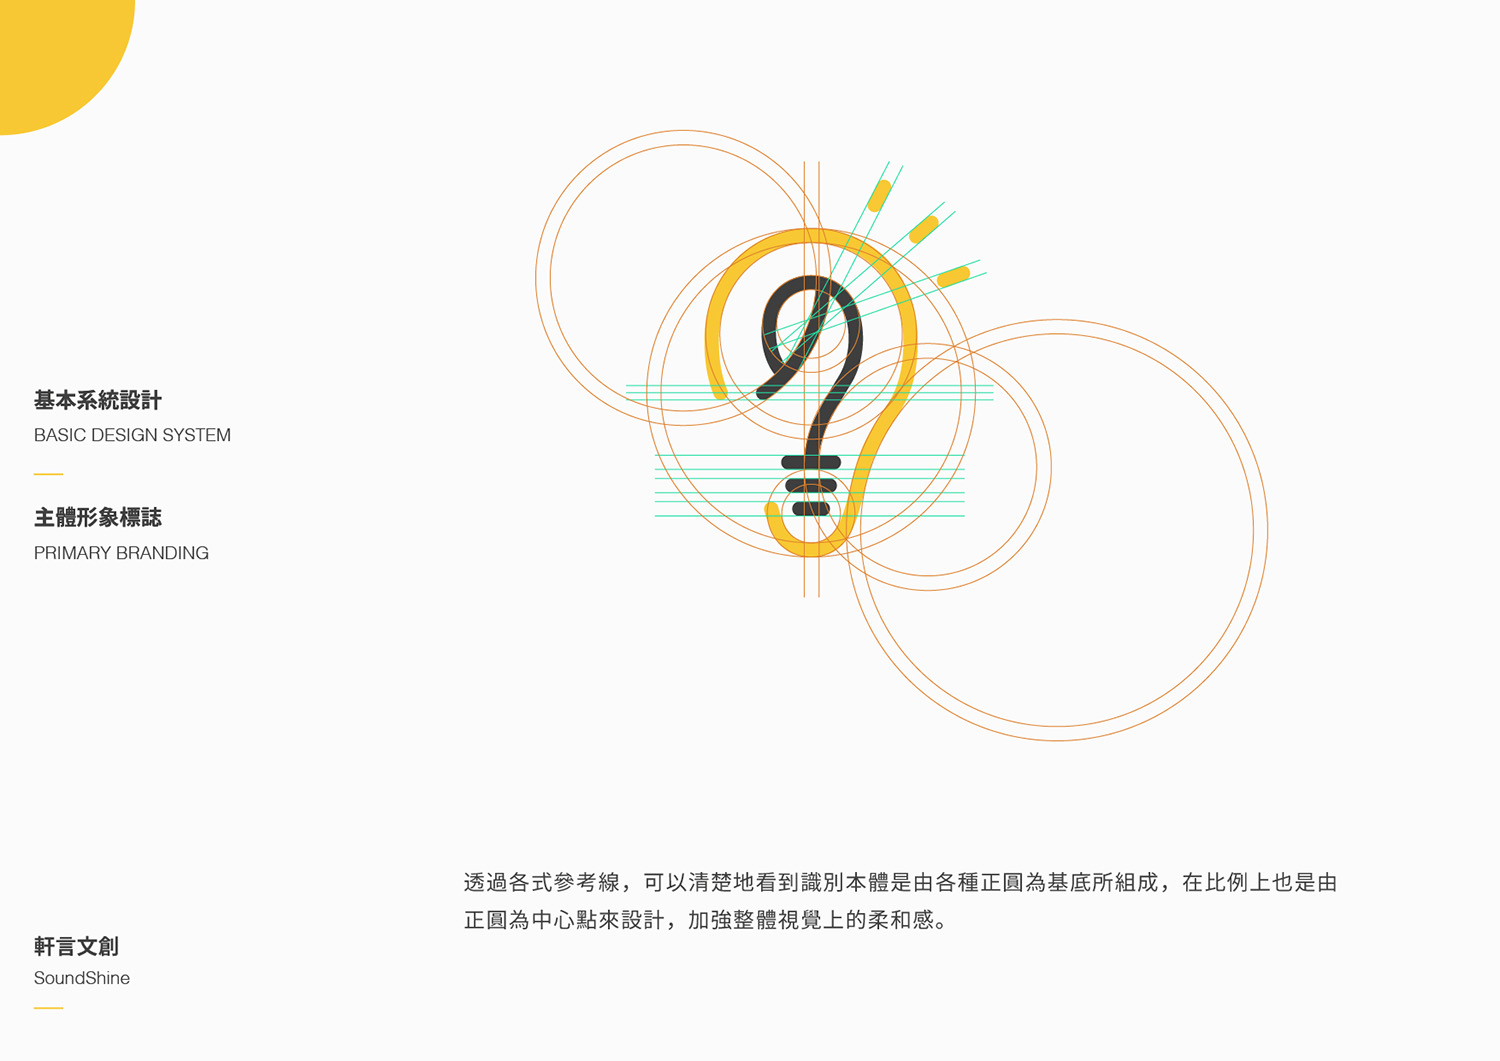 基本系統設計
BASIC DESIGN SYSTEM
主體形象標誌
PRIMARY BRANDING
透過各式參考線，可以清楚地看到識別本體是由各種正圓為基底所組成，在比例上也是由
正圓為中心點來設計，加強整體視覺上的柔和感。
軒言文創
SoundShine